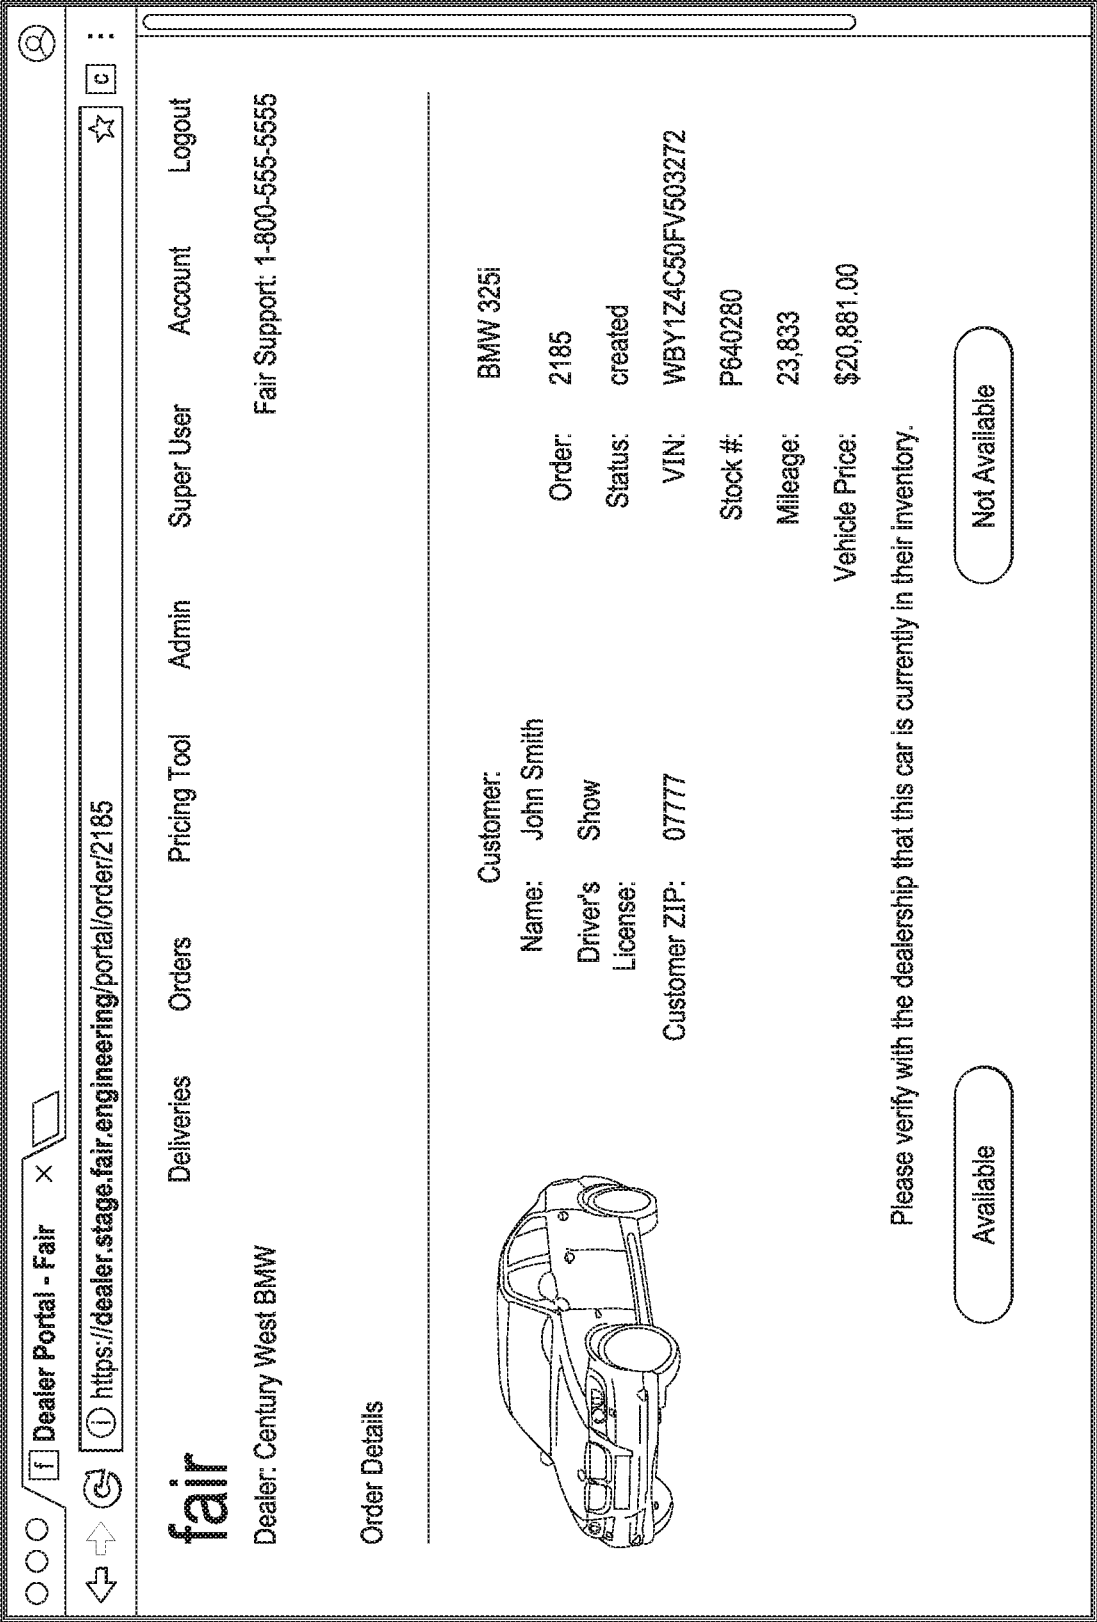 f Dealer Portal - Fair X
https://dealer.stage.fair.engineering/portal/order/2185
C
fair Deliveries Orders Pricing Tool Admin Super User Account Logout
Dealer: Century West BMW Fair Support: 1-800-555-5555
Order Details
Customer:
Name: John Smith
Driver's Show
License:
Customer ZIP: 07777
BMW 325i
Order: 2185
Status: created
VIN: WBY1Z4C50FV503272
Stock #: P640280
Mileage: 23,833
Vehicle Price: $20,881.00
Please verify with the dealership that this car is currently in their inventory.
Available Not Available